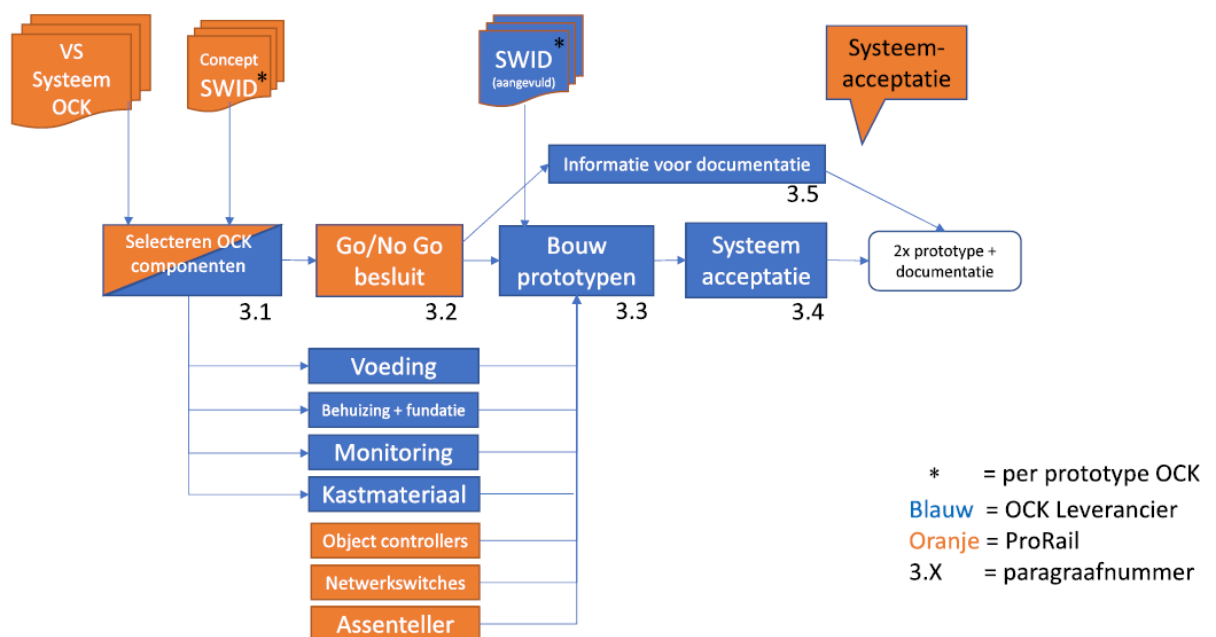 VS
Systeem
OCK
Concept
SWID*
SWID*
(aangevuld)
Systeem-
acceptatie
Informatie voor documentatie
3.5
Selecteren OCK
componenten
3.1
Go/No Go
besluit
3.2
Bouw
prototypen
3.3
Systeem
acceptatie
3.4
2x prototype +
documentatie
Voeding
Behuizing + fundatie
Monitoring
Kastmateriaal
Object controllers
Netwerkswitches
Assenteller
* = per prototype OCK
Blauw = OCK Leverancier
Oranje = ProRail
3.X = paragraafnummer